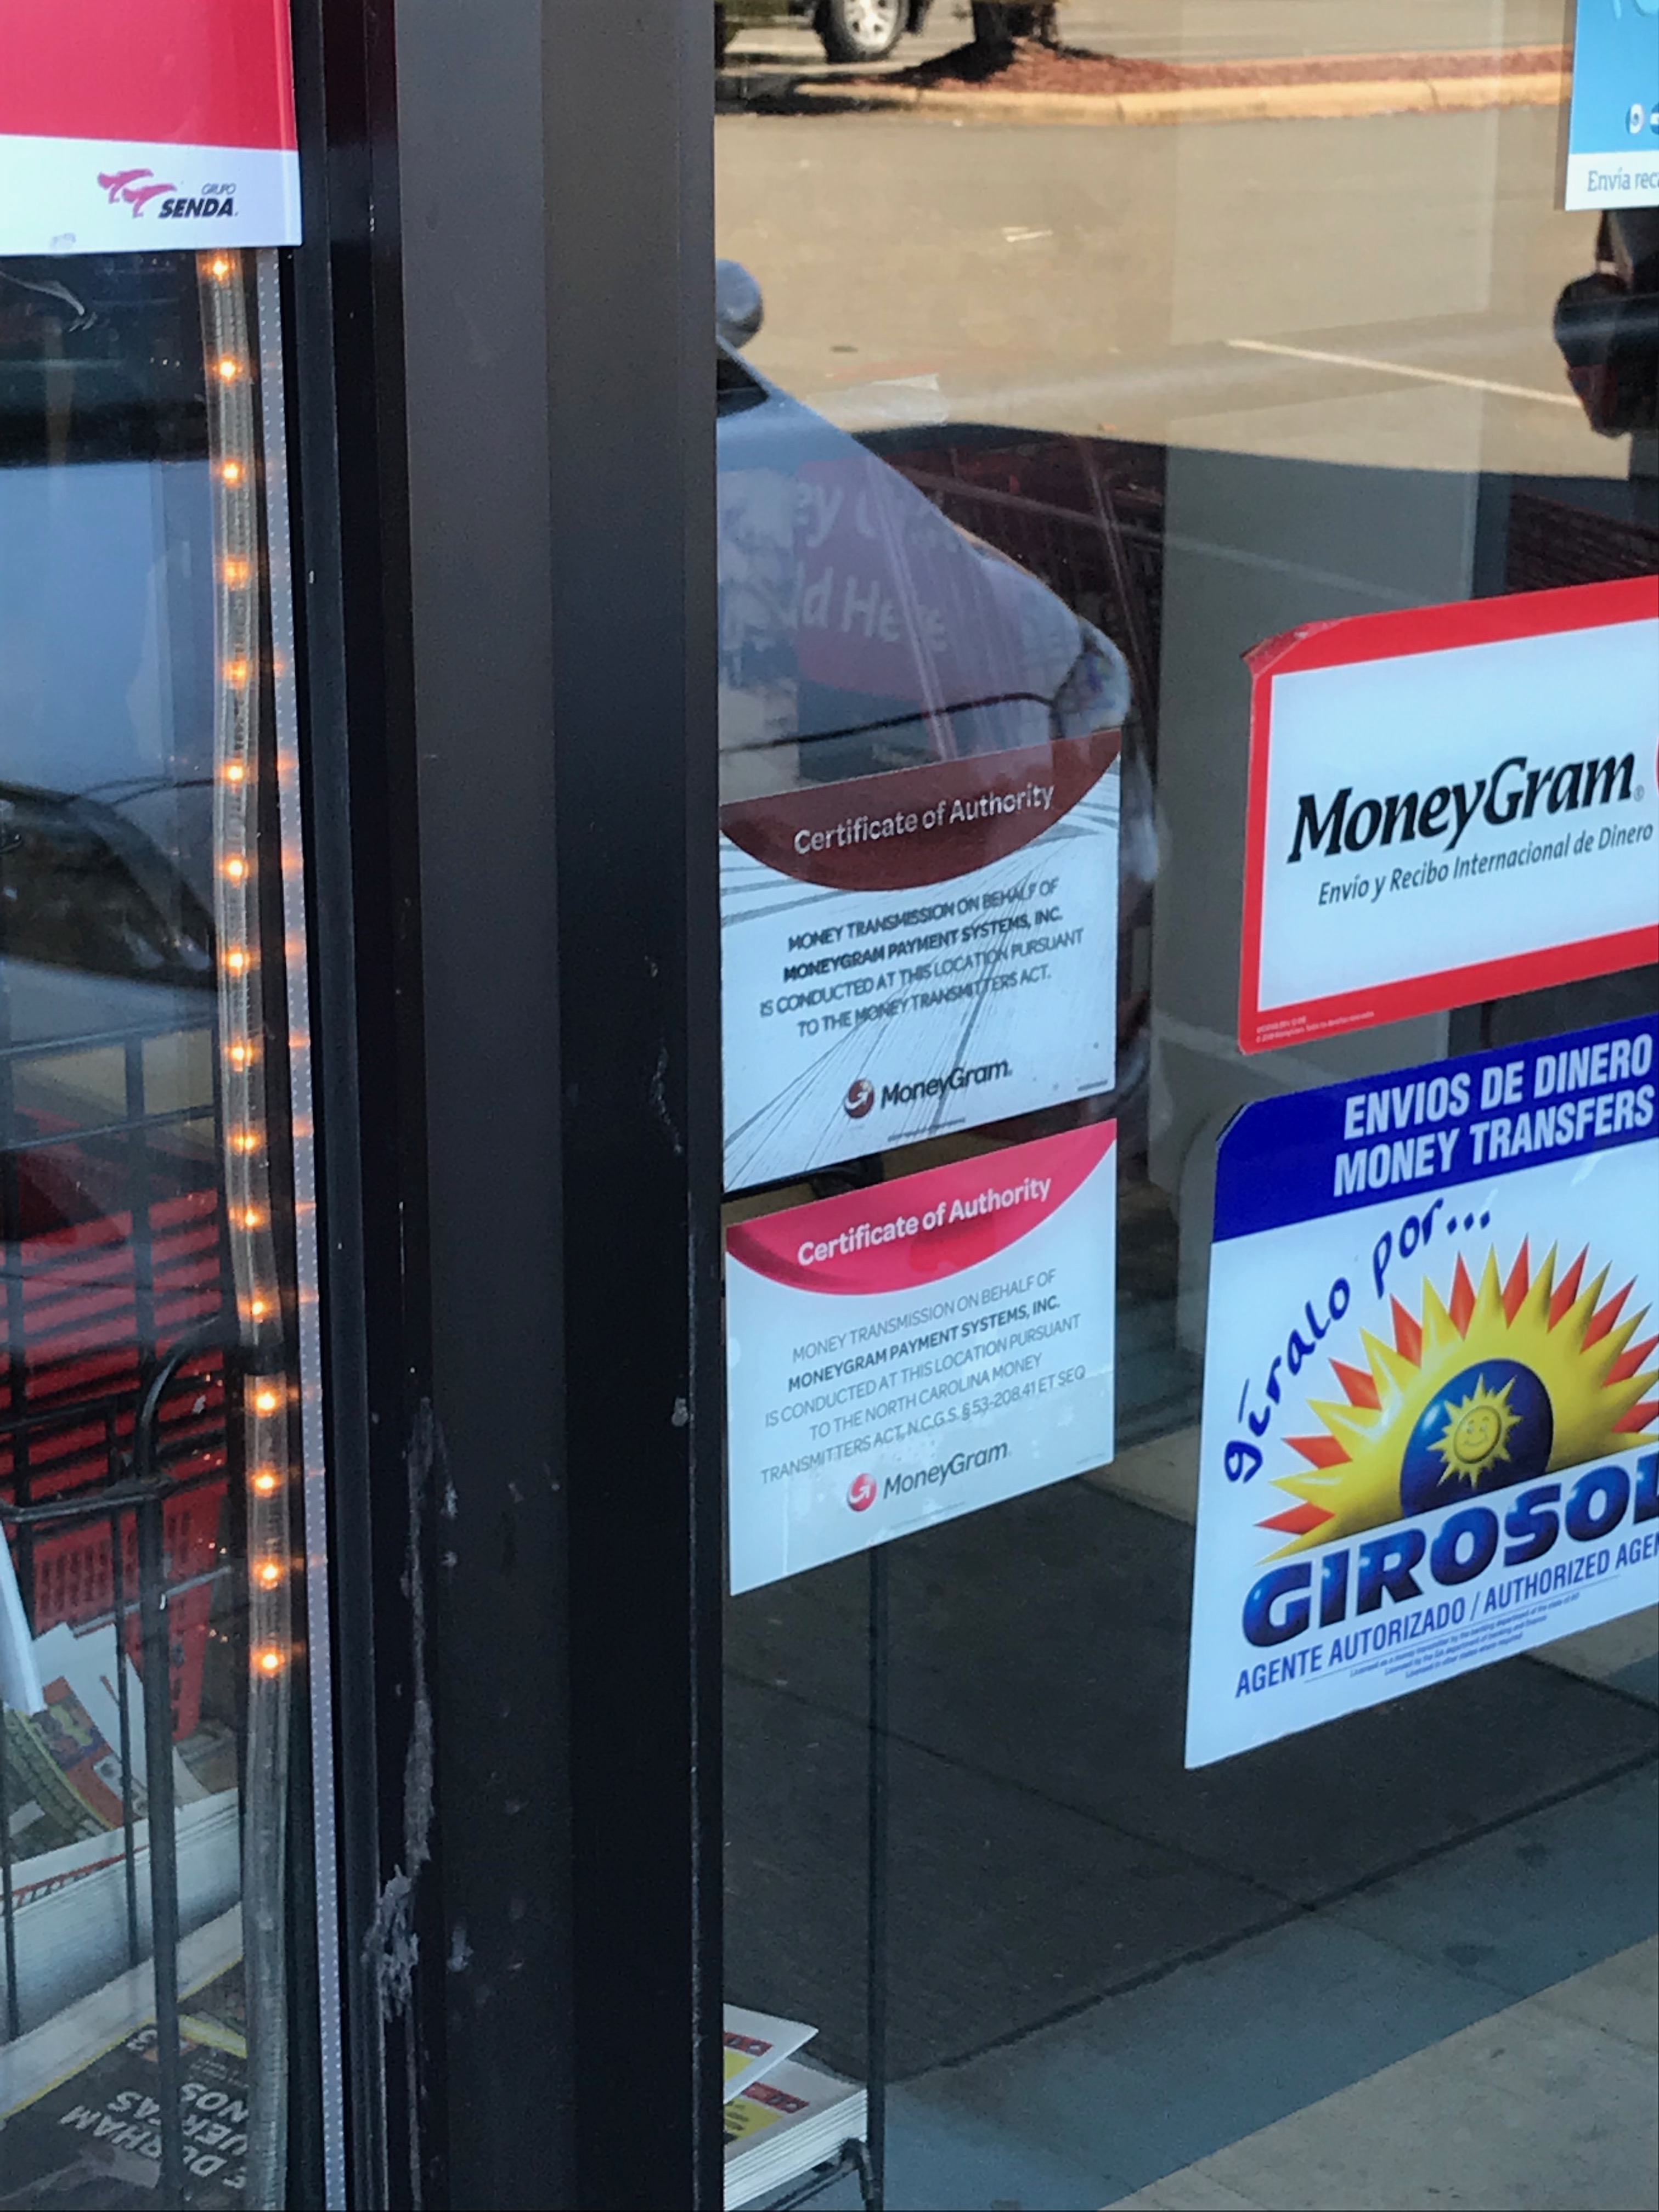 GRUPO
SENDA
Envía
ey
ld Here
Certificate of Authority
MONEY TRANSMISSION ON BEHALF OF
MONEYGRAM PAYMENT SYSTEMS, INC.
IS CONDUCTED AT THIS LOCATION PURSUANT
TO THE MONEY TRANSMITTERS ACT.
MoneyGram
Certificate of Authority
MONEY TRANSMISSION ON BEHALF OF
MONEYGRAM PAYMENT SYSTEMS, INC.
IS CONDUCTED AT THIS LOCATION PURSUANT
TO THE NORTH CAROLINA MONEY
TRANSMITTERS ACT, N.C.G.S. § 53-208.41 ET SEQ
MoneyGram
MoneyGram®
Envío y Recibo Internacional de Dinero
ENVIOS DE DINERO
MONEY TRANSFERS
gíralo por...
GIROSOL
AGENTE AUTORIZADO / AUTHORIZED AGEN
DURHAM